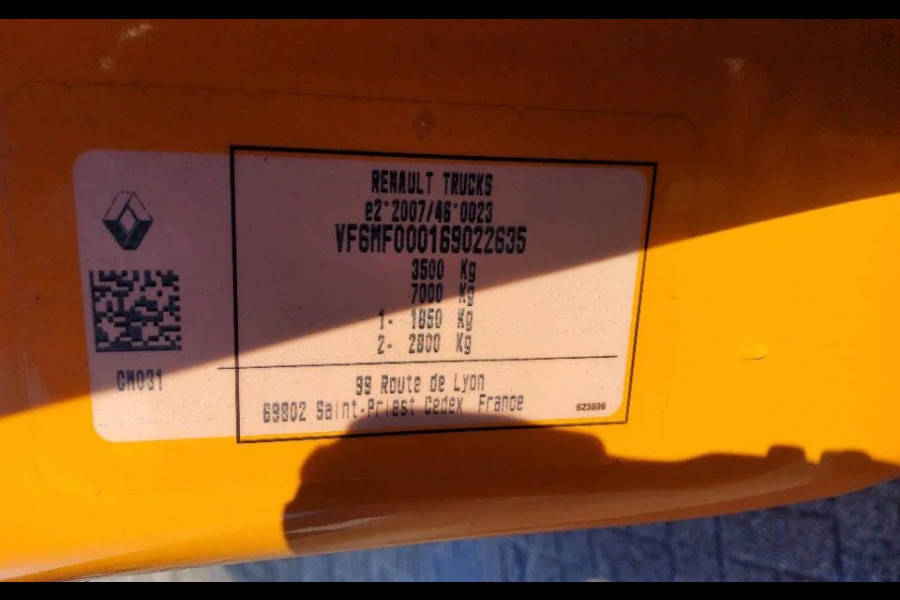 RENAULT TRUCKS
e2*2007/46*0023
VF6MF000169022635
3500 Kg
7000 Kg
1- 1850 Kg
2- 2800 Kg
CM031
99 Route de Lyon
69802 Saint-Priest Cedex France
623898